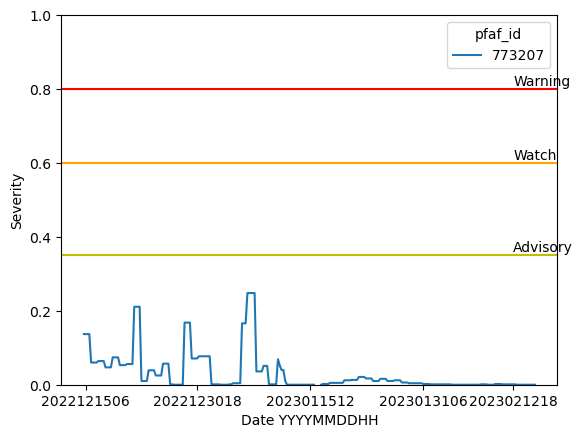 1.0
0.8
0.6
0.4
0.2
0.0
Severity
pfaf_id
773207
Warning
Watch
Advisory
2022121506 2022123018 2023011512 2023013106 2023021218
Date YYYYMMDDHH